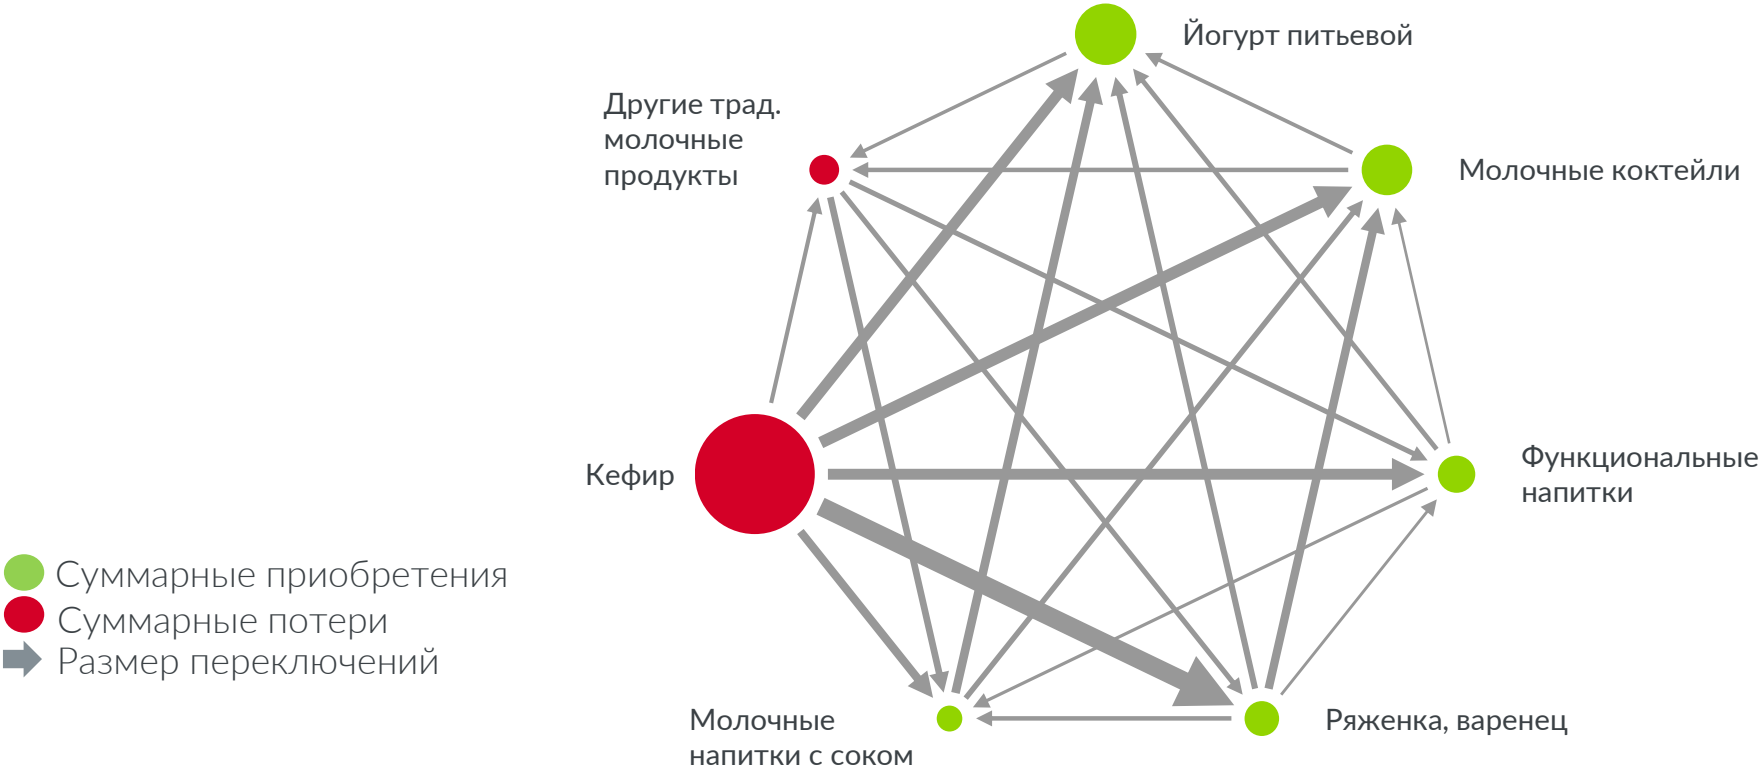 Йогурт питьевой
Другие трад.
молочные
продукты
Молочные коктейли
Кефир
Функциональные
напитки
Суммарные приобретения
Суммарные потери
Размер переключений
Молочные
напитки с соком
Ряженка, варенец